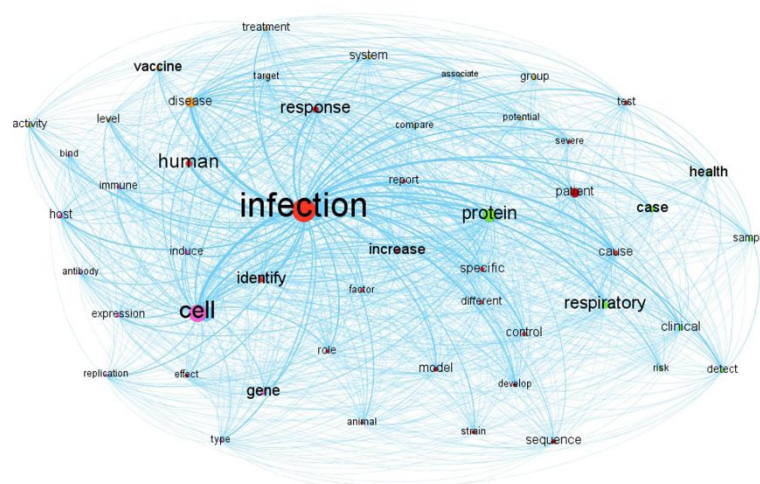 treatment
system
vaccine
target
associate
group
disease
response
test
potential
activity
level
compare
severe
bind
human
health
immune
report
patient
infection
protein
case
host
samp
increase
cause
induce
specific
antibody
identify
factor
different
respiratory
expression
cell
clinical
control
role
model
risk
detect
replication
effect
develop
gene
animal
strain
type
sequence